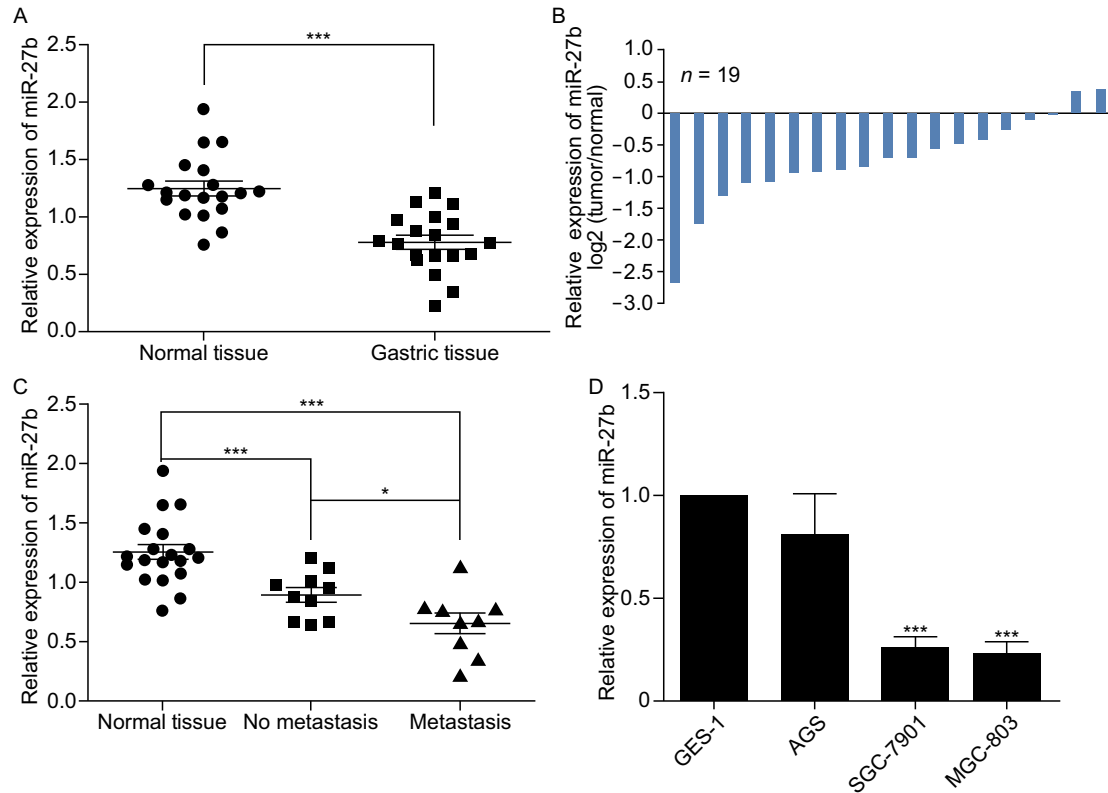 A
Relative expression of miR-27b
2.5
2.0
1.5
1.0
0.5
0.0
***
Normal tissue
Gastric tissue
B
Relative expression of miR-27b
log2 (tumor/normal)
1.0
0.5
0
−0.5
−1.0
−1.5
−2.0
−2.5
−3.0
n = 19
C
Relative expression of miR-27b
2.5
2.0
1.5
1.0
0.5
0.0
***
***
*
Normal tissue
No metastasis
Metastasis
D
Relative expression of miR-27b
1.5
1.0
0.5
0
***
***
GES-1
AGS
SGC-7901
MGC-803